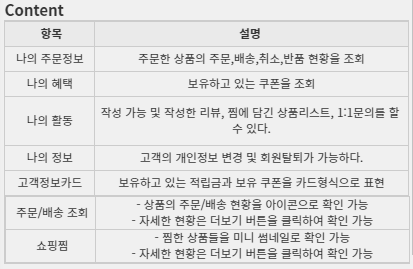 Content
항목 설명
나의 주문정보 주문한 상품의 주문,배송,취소,반품 현황을 조회
나의 혜택 보유하고 있는 쿠폰을 조회
나의 활동 작성 가능 및 작성한 리뷰, 찜에 담긴 상품리스트, 1:1문의를 할
수 있다.
나의 정보 고객의 개인정보 변경 및 회원탈퇴가 가능하다.
고객정보카드 보유하고 있는 적립금과 보유 쿠폰을 카드형식으로 표현
주문/배송 조회 - 상품의 주문/배송 현황을 아이콘으로 확인 가능
- 자세한 현황은 더보기 버튼을 클릭하여 확인 가능
쇼핑찜 - 찜한 상품들을 미니 썸네일로 확인 가능
- 자세한 현황은 더보기 버튼을 클릭하여 확인 가능